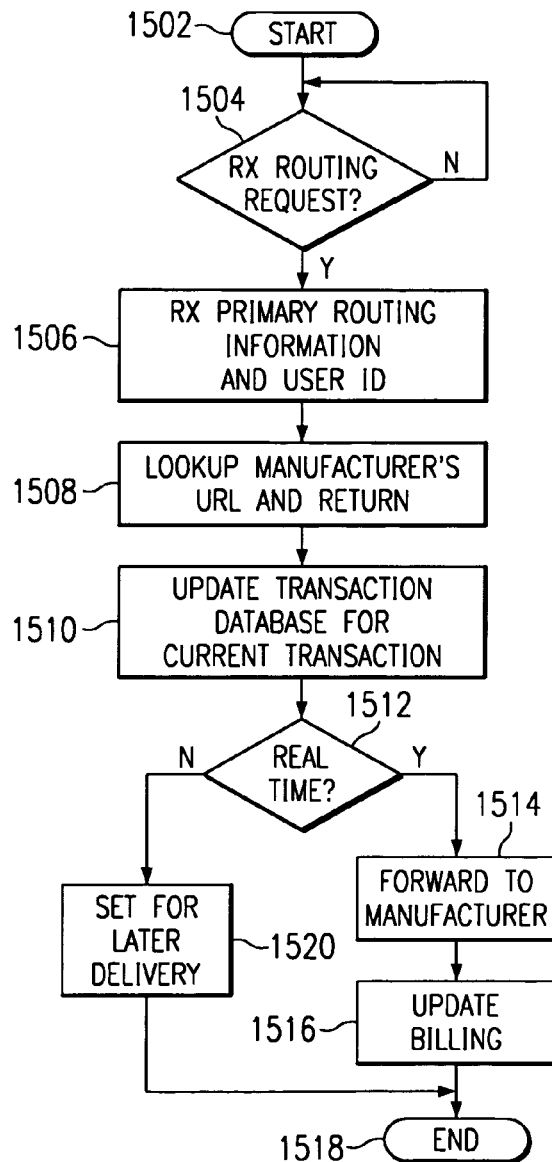 1502
START
1504
RX ROUTING
REQUEST?
N
Y
1506
RX PRIMARY ROUTING
INFORMATION
AND USER ID
1508
LOOKUP MANUFACTURER'S
URL AND RETURN
1510
UPDATE TRANSACTION
DATABASE FOR
CURRENT TRANSACTION
1512
N
REAL
TIME?
Y
1514
FORWARD TO
MANUFACTURER
SET FOR
LATER
DELIVERY
1520
1516
UPDATE
BILLING
1518
END